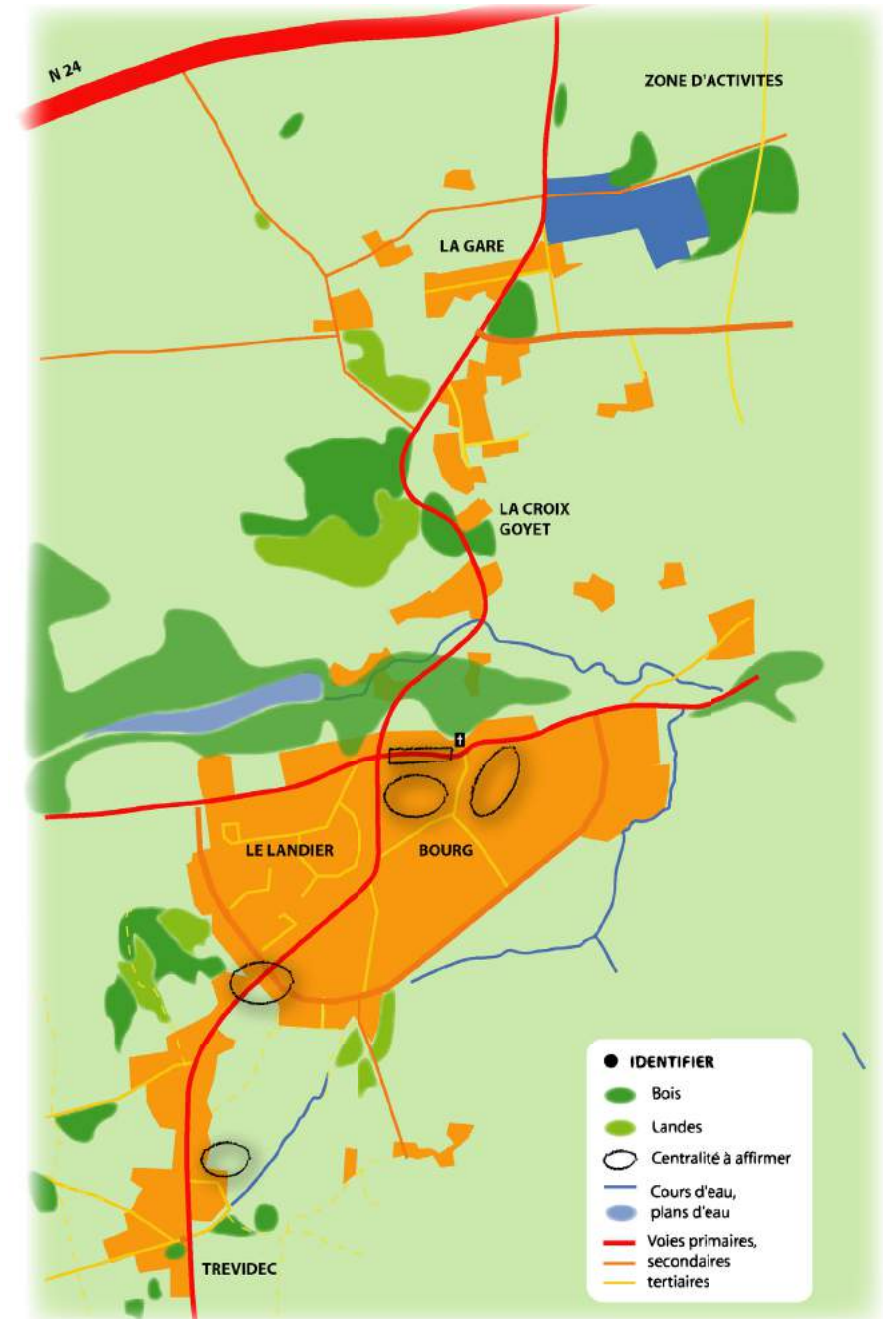 N 24
ZONE D'ACTIVITES
LA GARE
LA CROIX
GOYET
LE LANDIER
BOURG
TREVIDEC
IDENTIFIER
Bois
Landes
Centralité à affirmer
Cours d'eau,
plans d'eau
Voies primaires,
secondaires
tertiaires